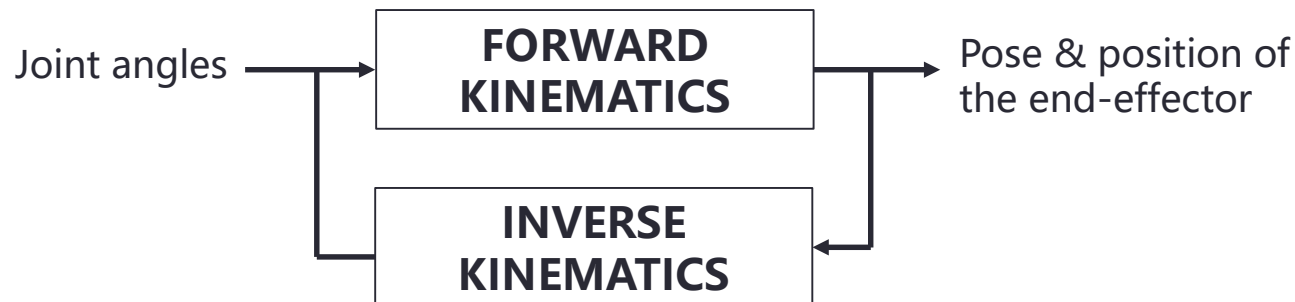 Joint angles
FORWARD
KINEMATICS
Pose & position of
the end-effector
INVERSE
KINEMATICS